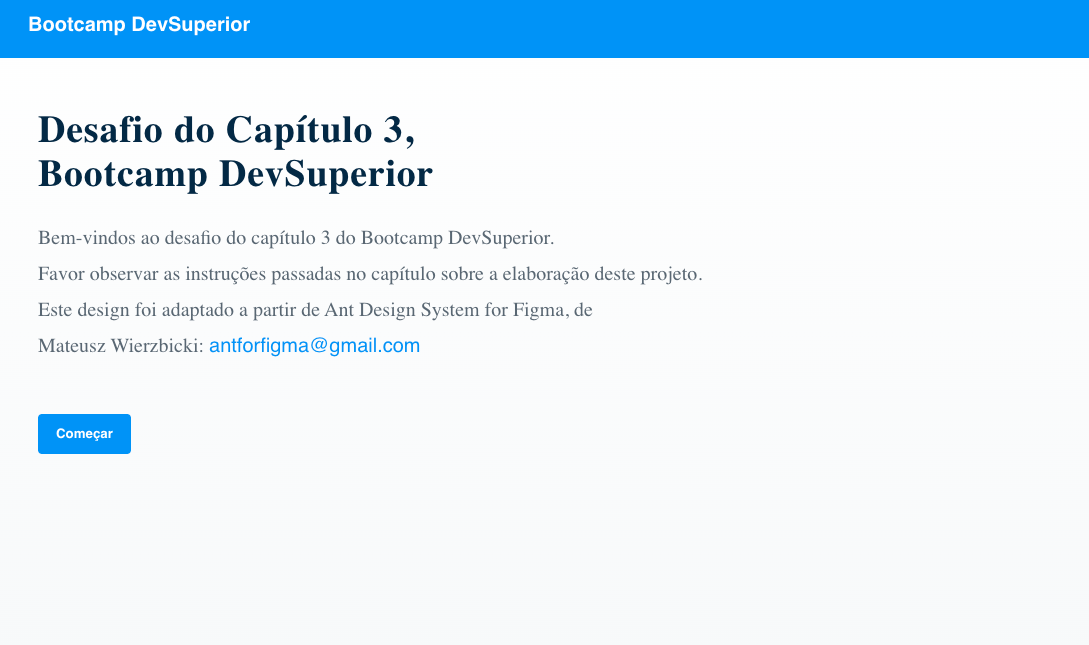 Bootcamp DevSuperior
Desafio do Capítulo 3,
Bootcamp DevSuperior
Bem-vindos ao desafio do capítulo 3 do Bootcamp DevSuperior.
Favor observar as instruções passadas no capítulo sobre a elaboração deste projeto.
Este design foi adaptado a partir de Ant Design System for Figma, de
Mateusz Wierzbicki: antforfigma@gmail.com
Começar